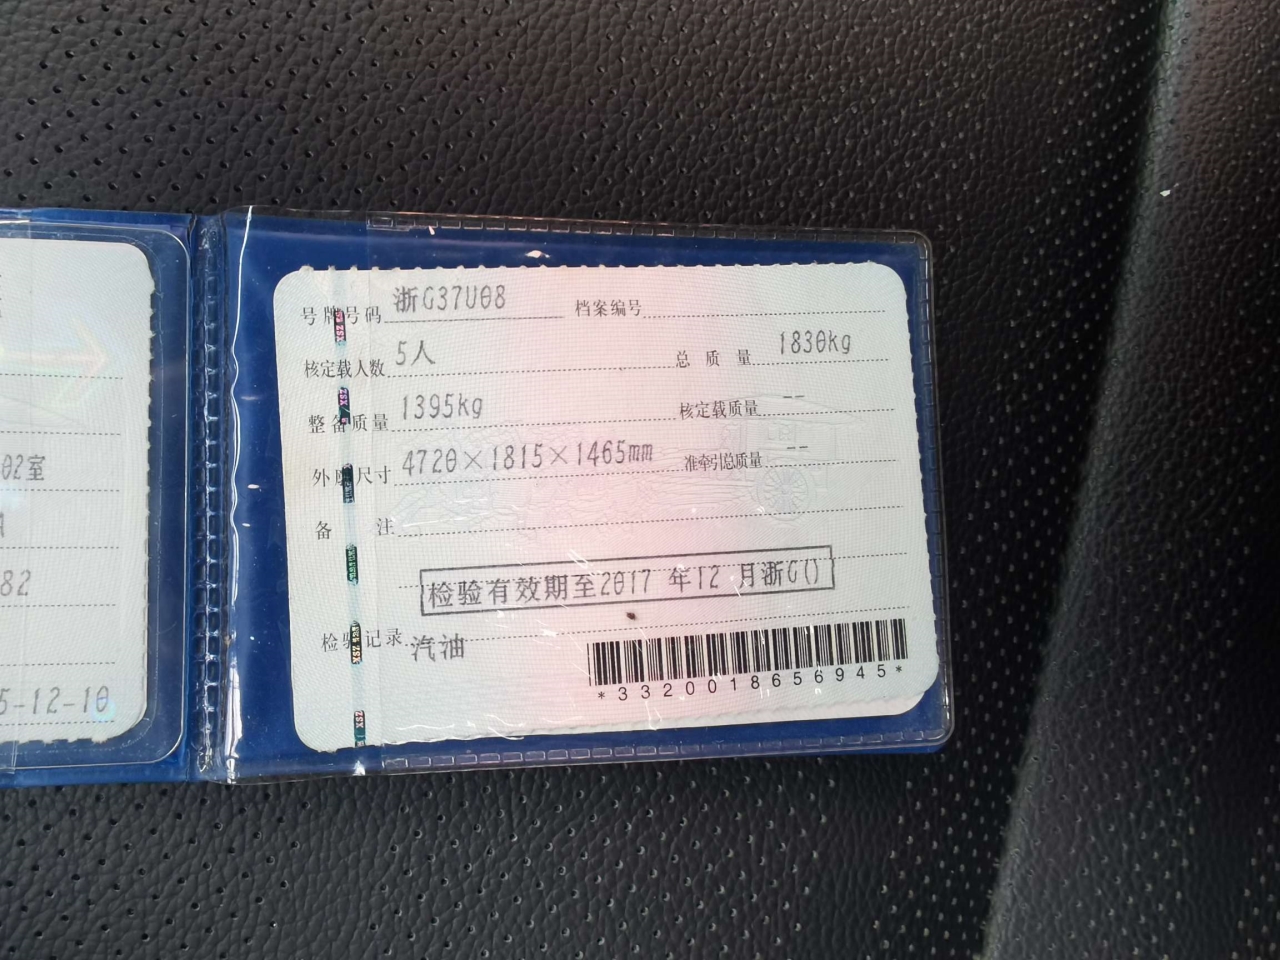 02室
82
5-12-10
号牌号码 浙G37U08 档案编号
核定载人数 5人 总质量 1830kg
整备质量 1395kg 核定载质量 --
外廓尺寸 4720×1815×1465mm 准牵引总质量 --
备注
检验有效期至2017 年12 月浙G()
检验记录 汽油
*3320018656945*